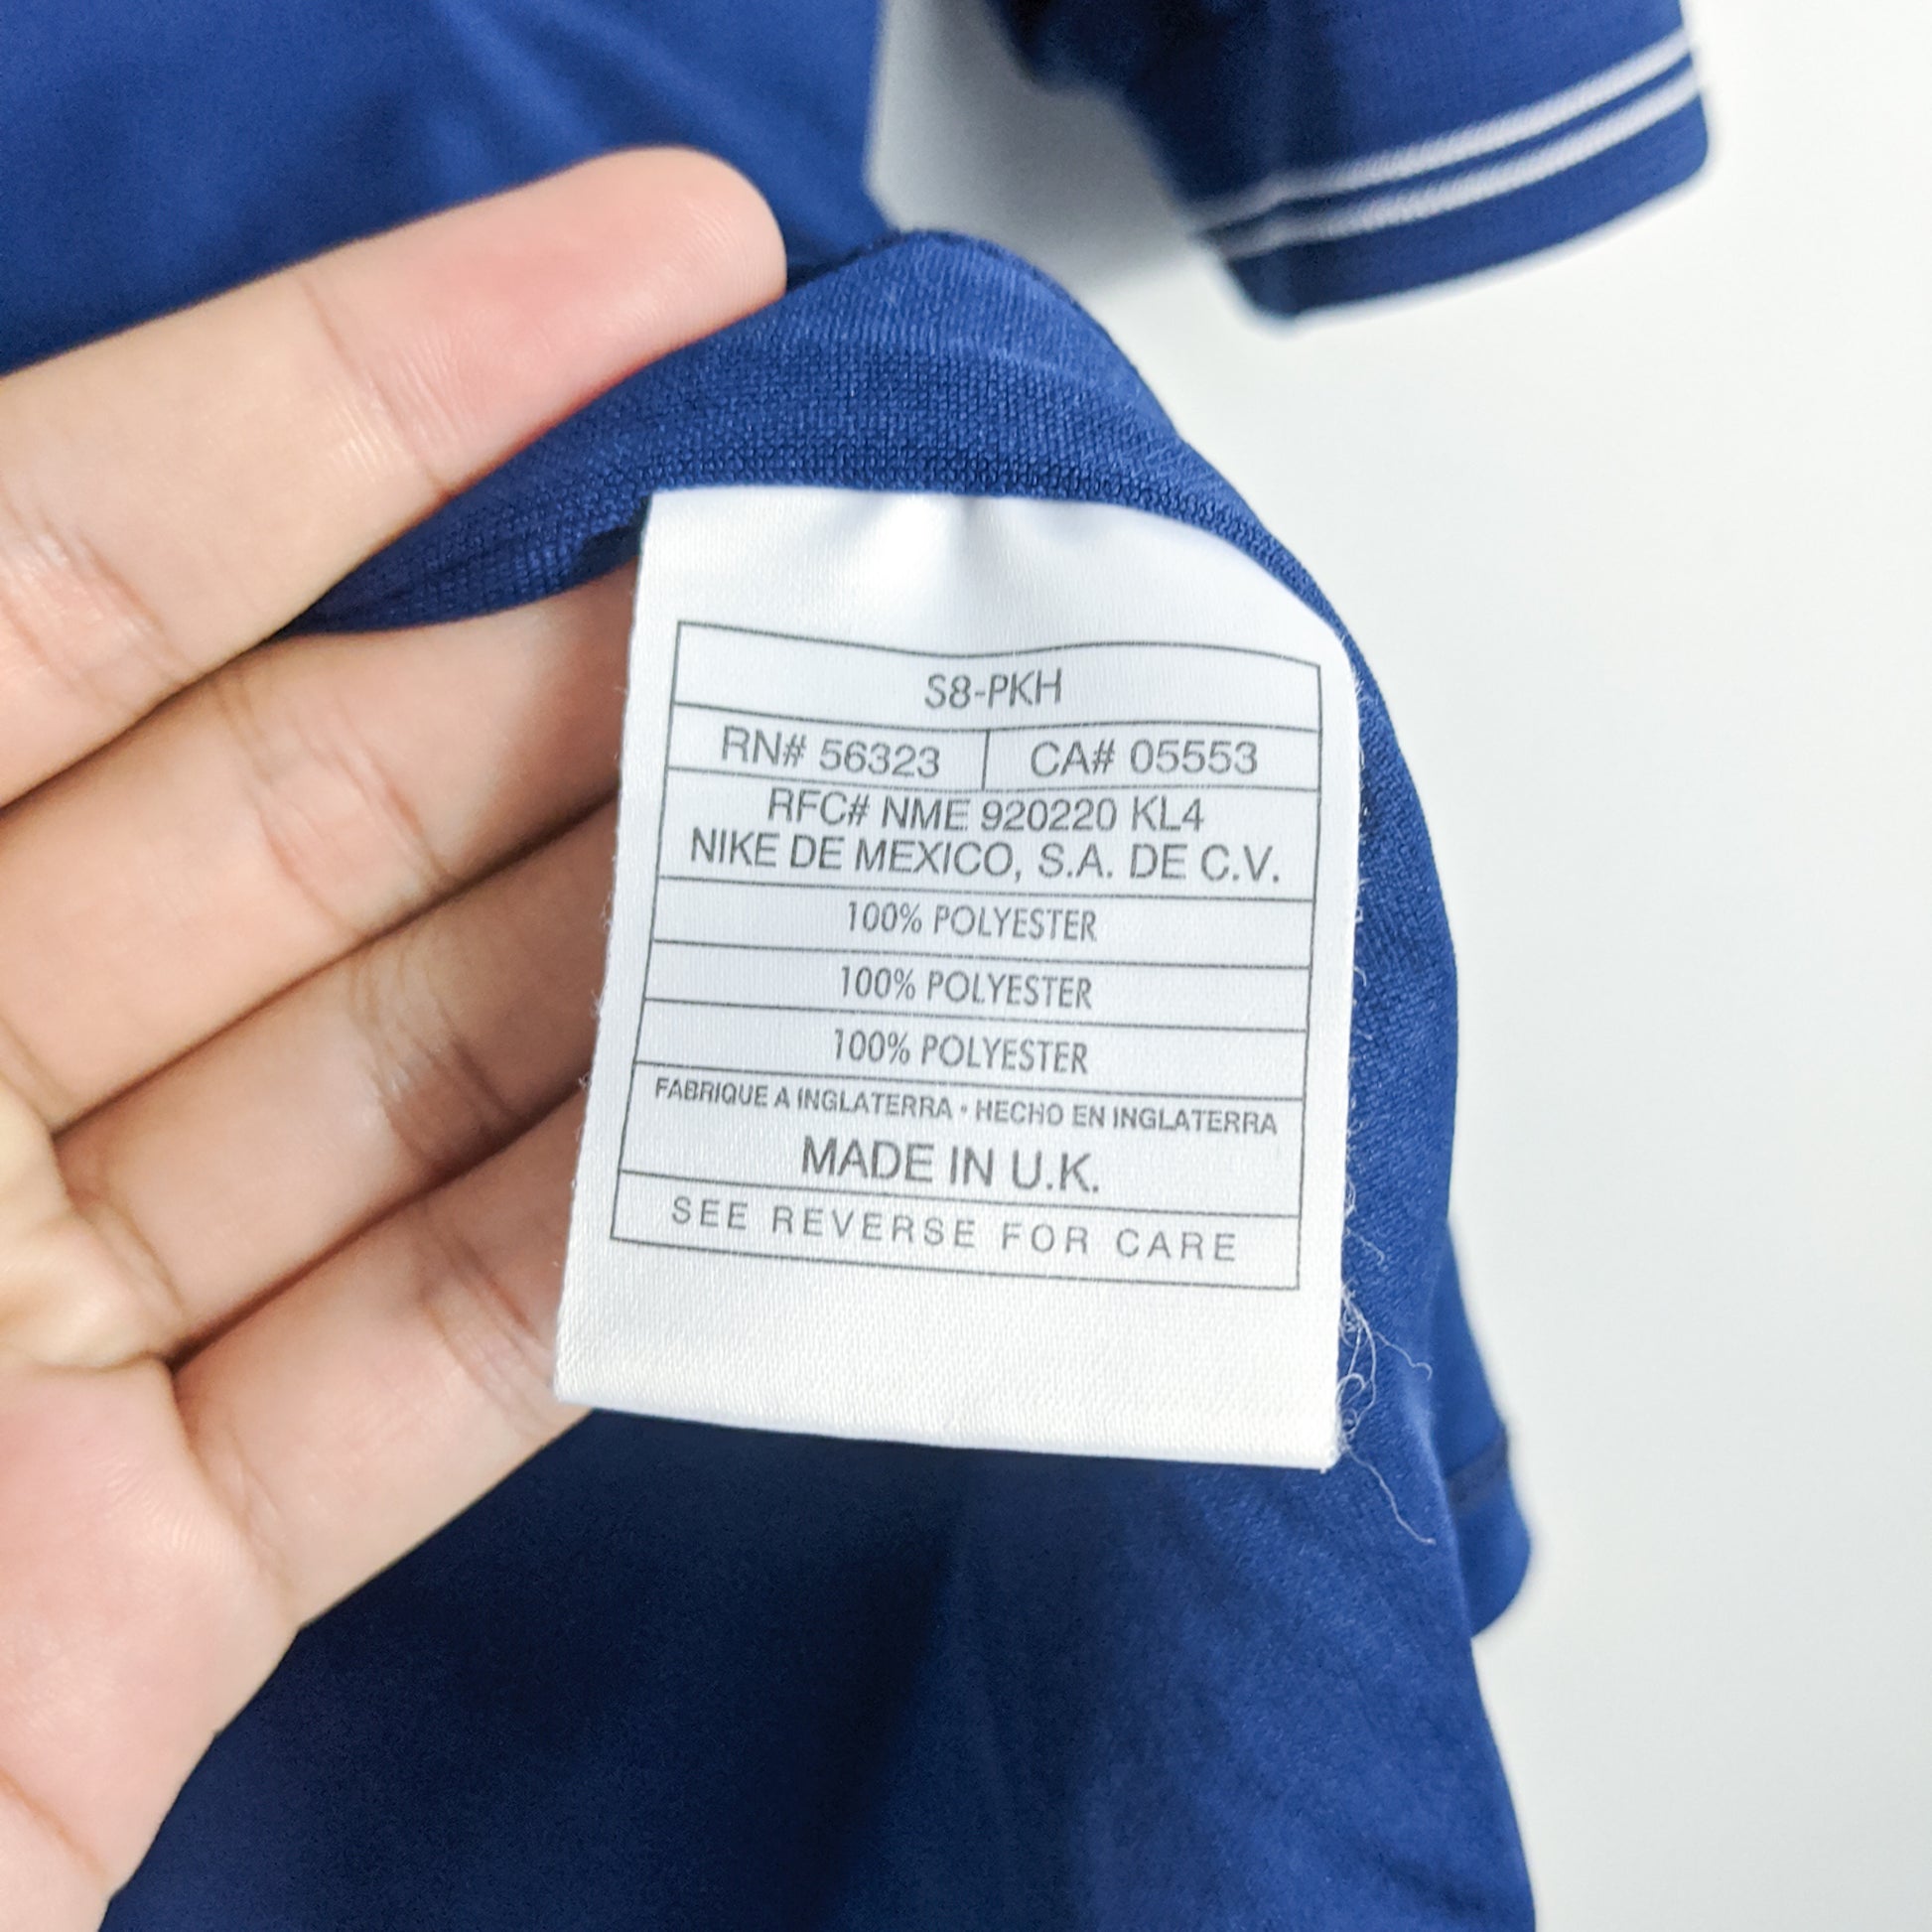 S8-PKH
RN# 56323 CA# 05553
RFC# NME 920220 KL4
NIKE DE MEXICO, S.A. DE C.V.
100% POLYESTER
100% POLYESTER
100% POLYESTER
FABRIQUE A INGLATERRA • HECHO EN INGLATERRA
MADE IN U.K.
SEE REVERSE FOR CARE